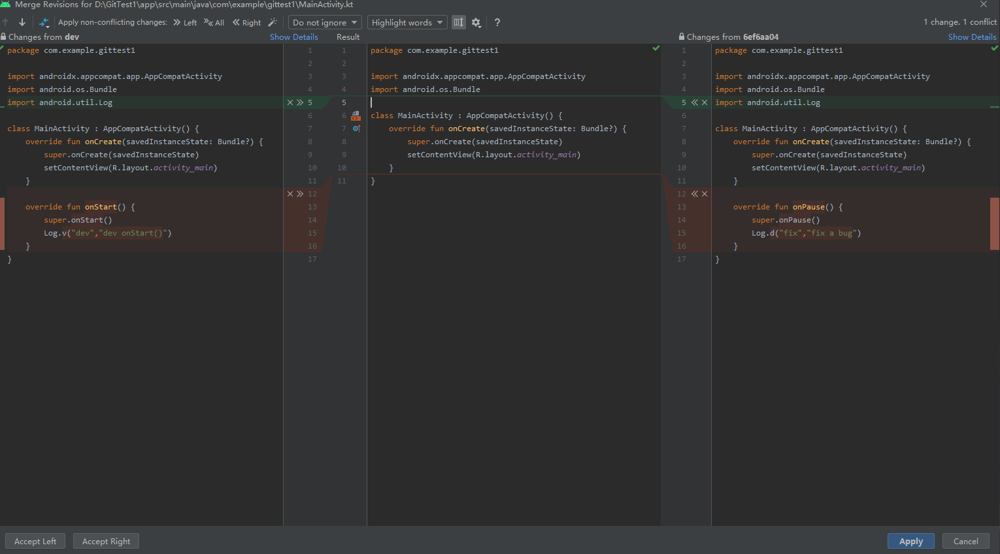 Merge Revisions for D:\GitTest1\app\src\main\java\com\example\gittest1\MainActivity.kt
Apply non-conflicting changes: Left All Right Do not ignore Highlight words ? 1 change. 1 conflict
Changes from dev Show Details Result Changes from 6ef6aa04 Show Details
package com.example.gittest1 1 1 package com.example.gittest1 1 package com.example.gittest1
2 2 2
import androidx.appcompat.app.AppCompatActivity 3 3 import androidx.appcompat.app.AppCompatActivity 3 import androidx.appcompat.app.AppCompatActivity
import android.os.Bundle 4 4 import android.os.Bundle 4 import android.os.Bundle
import android.util.Log 5 5 5 import android.util.Log
6 6 class MainActivity : AppCompatActivity() { 6
class MainActivity : AppCompatActivity() { 7 7 override fun onCreate(savedInstanceState: Bundle?) { 7 class MainActivity : AppCompatActivity() {
override fun onCreate(savedInstanceState: Bundle?) { 8 8 super.onCreate(savedInstanceState) 8 override fun onCreate(savedInstanceState: Bundle?) {
super.onCreate(savedInstanceState) 9 9 setContentView(R.layout.activity_main) 9 super.onCreate(savedInstanceState)
setContentView(R.layout.activity_main) 10 10 } 10 setContentView(R.layout.activity_main)
} 11 11 } 11 }
12 12
override fun onStart() { 13 13 override fun onPause() {
super.onStart() 14 14 super.onPause()
Log.v("dev","dev onStart()") 15 15 Log.d("fix","fix a bug")
} 16 16 }
} 17 17 }
Accept Left Accept Right Apply Cancel